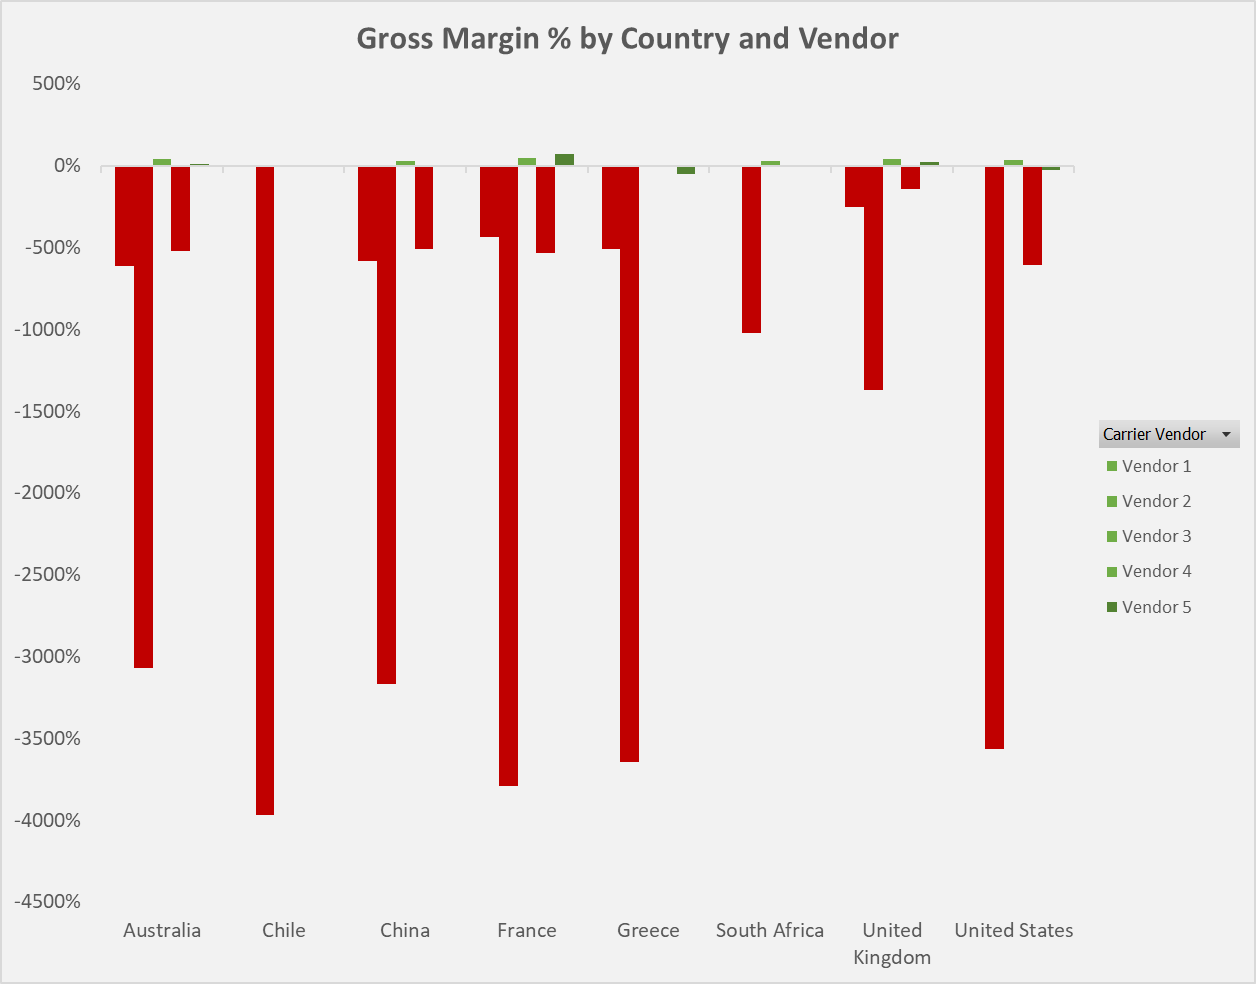 Gross Margin % by Country and Vendor
500%
0%
-500%
-1000%
-1500%
-2000%
-2500%
-3000%
-3500%
-4000%
-4500%
Australia
Chile
China
France
Greece
South Africa
United
Kingdom
United States
Carrier Vendor
Vendor 1
Vendor 2
Vendor 3
Vendor 4
Vendor 5